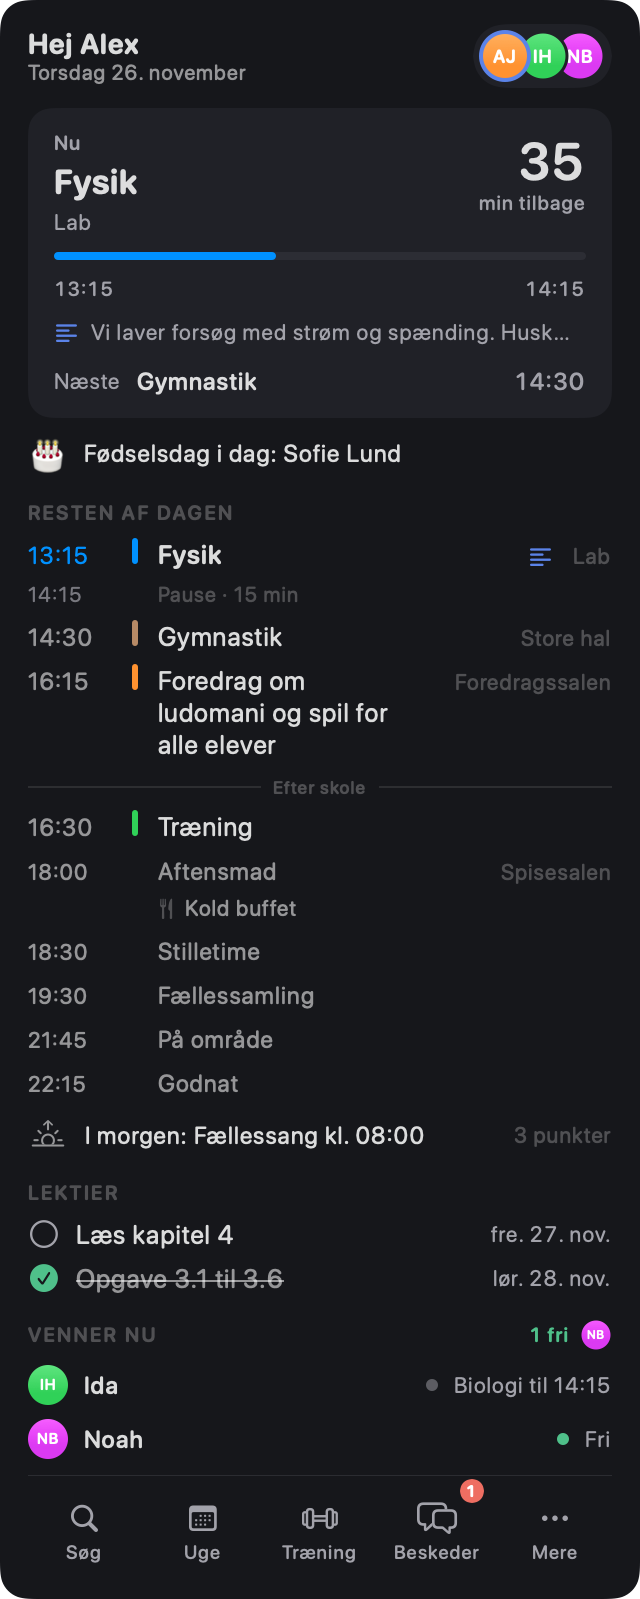 Hej Alex
Torsdag 26. november
AJ
IH
NB
Nu
Fysik
Lab
35
min tilbage
13:15
14:15
Vi laver forsøg med strøm og spænding. Husk...
Næste Gymnastik 14:30
Fødselsdag i dag: Sofie Lund
RESTEN AF DAGEN
13:15 Fysik Lab
14:15 Pause · 15 min
14:30 Gymnastik Store hal
16:15 Foredrag om Foredragssalen
ludomani og spil for
alle elever
Efter skole
16:30 Træning
18:00 Aftensmad Spisesalen
Kold buffet
18:30 Stilletime
19:30 Fællessamling
21:45 På område
22:15 Godnat
I morgen: Fællessang kl. 08:00 3 punkter
LEKTIER
Læs kapitel 4 fre. 27. nov.
Opgave 3.1 til 3.6 lør. 28. nov.
VENNER NU 1 fri NB
IH Ida Biologi til 14:15
NB Noah Fri
1
Søg Uge Træning Beskeder Mere